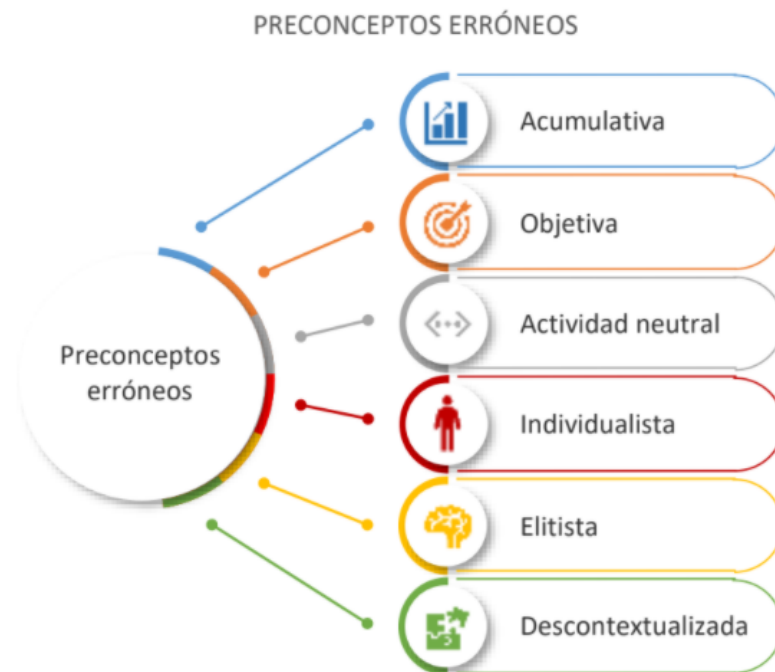 PRECONCEPTOS ERRÓNEOS
Preconceptos
erróneos
Acumulativa
Objetiva
Actividad neutral
Individualista
Elitista
Descontextualizada